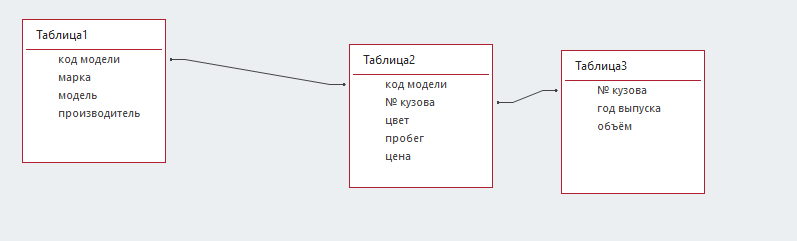 Таблица1
код модели
марка
модель
производитель
Таблица2
код модели
№ кузова
цвет
пробег
цена
Таблица3
№ кузова
год выпуска
объём